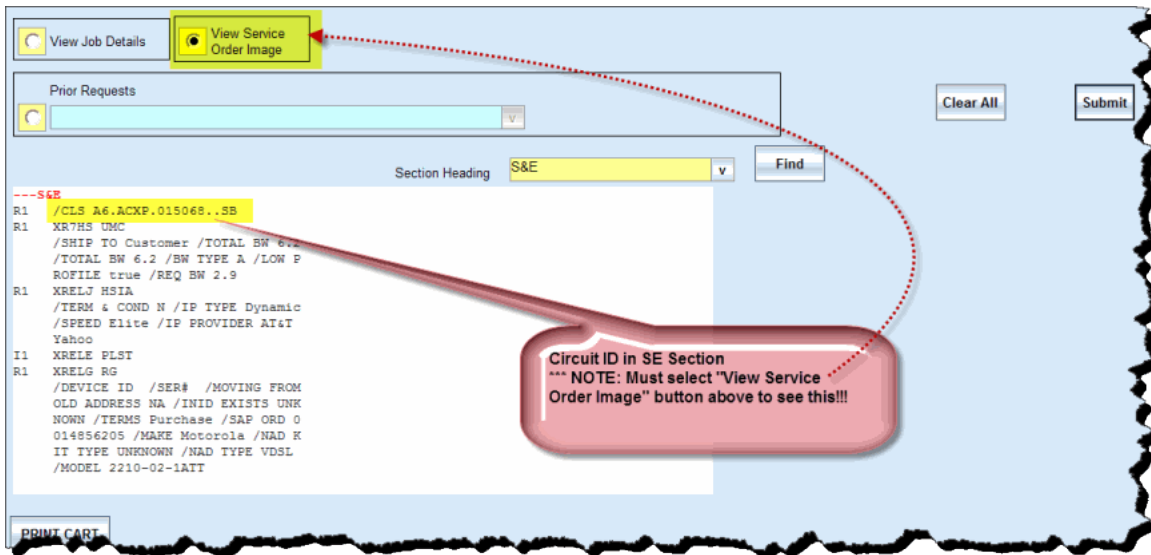 View Job Details
View Service
Order Image
Prior Requests
v
Clear All
Submit
Section Heading
S&E
v
Find
---S&E
R1 /CLS A6.ACXP.015068..SB
R1 XR7HS UMC
/SHIP TO Customer /TOTAL BW 6.2
/TOTAL BW 6.2 /BW TYPE A /LOW P
ROFILE true /REQ BW 2.9
R1 XRELJ HSIA
/TERM & COND N /IP TYPE Dynamic
/SPEED Elite /IP PROVIDER AT&T
Yahoo
I1 XRELE PLST
R1 XRELG RG
/DEVICE ID /SER# /MOVING FROM
OLD ADDRESS NA /INID EXISTS UNK
NOWN /TERMS Purchase /SAP ORD 0
014856205 /MAKE Motorola /NAD K
IT TYPE UNKNOWN /NAD TYPE VDSL
/MODEL 2210-02-1ATT
Circuit ID in SE Section
*** NOTE: Must select "View Service
Order Image" button above to see this!!!
PRINT CART